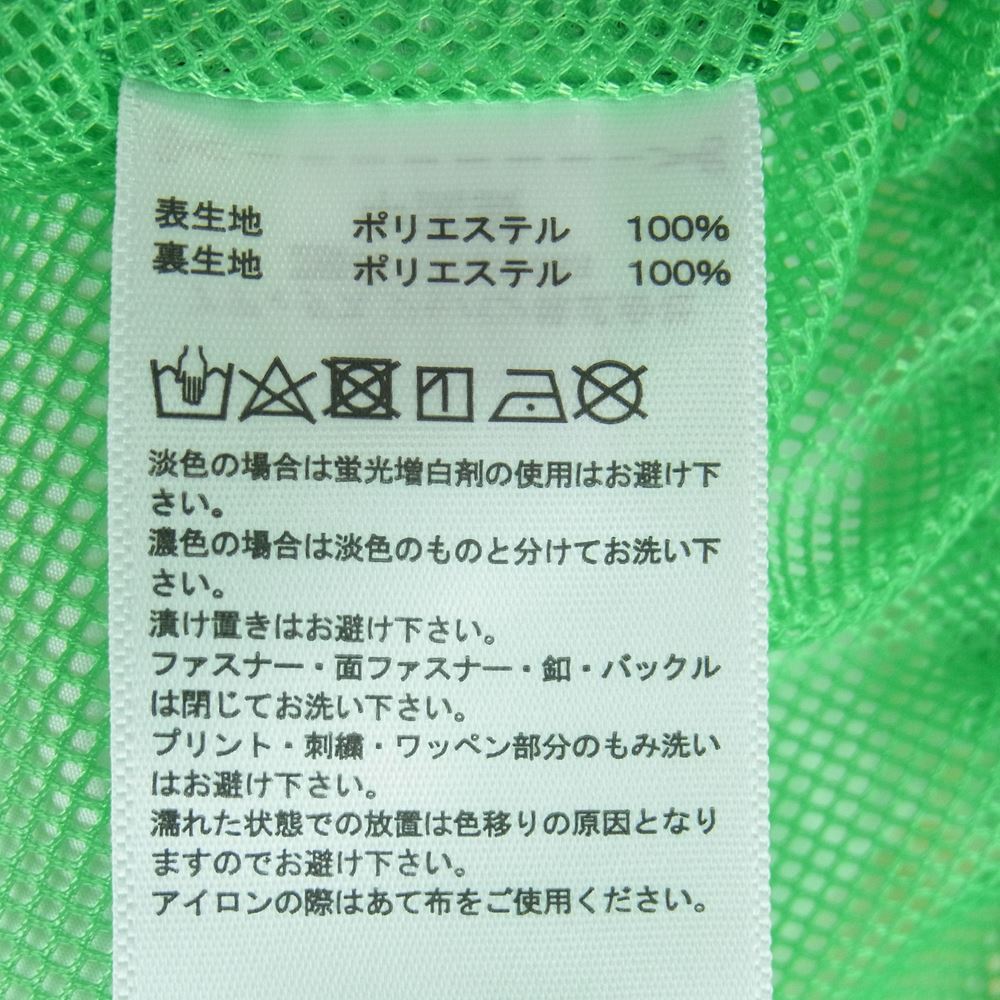 表生地 ポリエステル 100%
裏生地 ポリエステル 100%
淡色の場合は蛍光増白剤の使用はお避け下
さい。
濃色の場合は淡色のものと分けてお洗い下
さい。
漬け置きはお避け下さい。
ファスナー・面ファスナー・釦・バックル
は閉じてお洗い下さい。
プリント・刺繍・ワッペン部分のもみ洗い
はお避け下さい。
濡れた状態での放置は色移りの原因となり
ますのでお避け下さい。
アイロンの際はあて布をご使用ください。